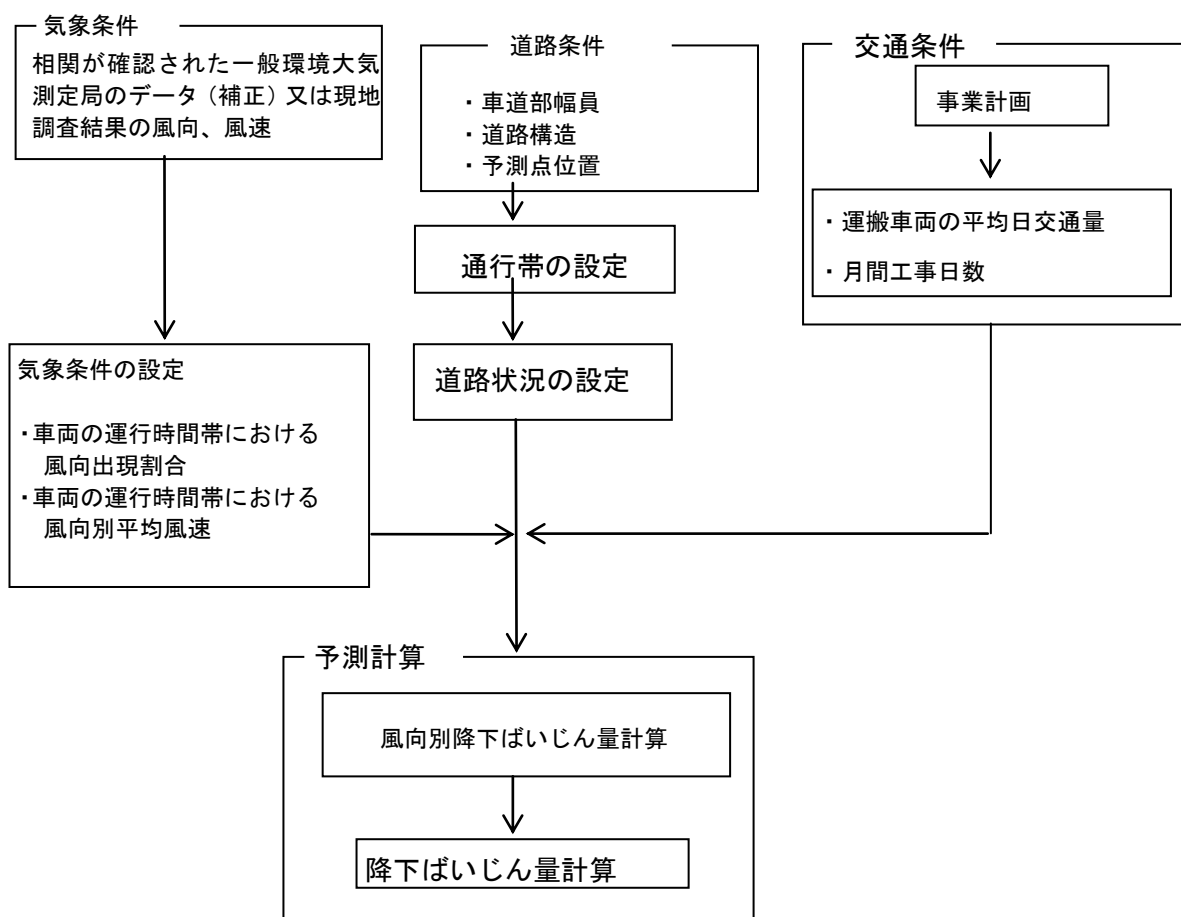 気象条件
相関が確認された一般環境大気
測定局のデータ（補正）又は現地
調査結果の風向、風速
道路条件
・車道部幅員
・道路構造
・予測点位置
交通条件
事業計画
・運搬車両の平均日交通量
・月間工事日数
通行帯の設定
道路状況の設定
気象条件の設定
・車両の運行時間帯における
風向出現割合
・車両の運行時間帯における
風向別平均風速
予測計算
風向別降下ばいじん量計算
降下ばいじん量計算